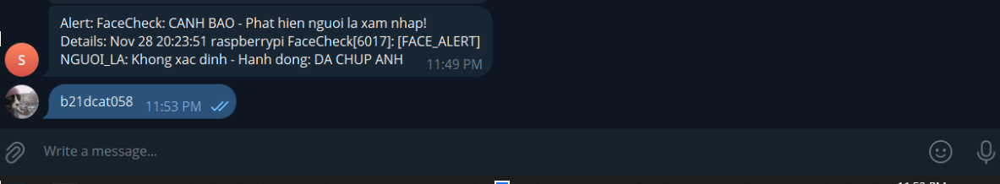 Alert: FaceCheck: CANH BAO - Phat hien nguoi la xam nhap!
Details: Nov 28 20:23:51 raspberrypi FaceCheck[6017]: [FACE_ALERT]
NGUOI_LA: Khong xac dinh - Hanh dong: DA CHUP ANH 11:49 PM
S
b21dcat058 11:53 PM
Write a message...